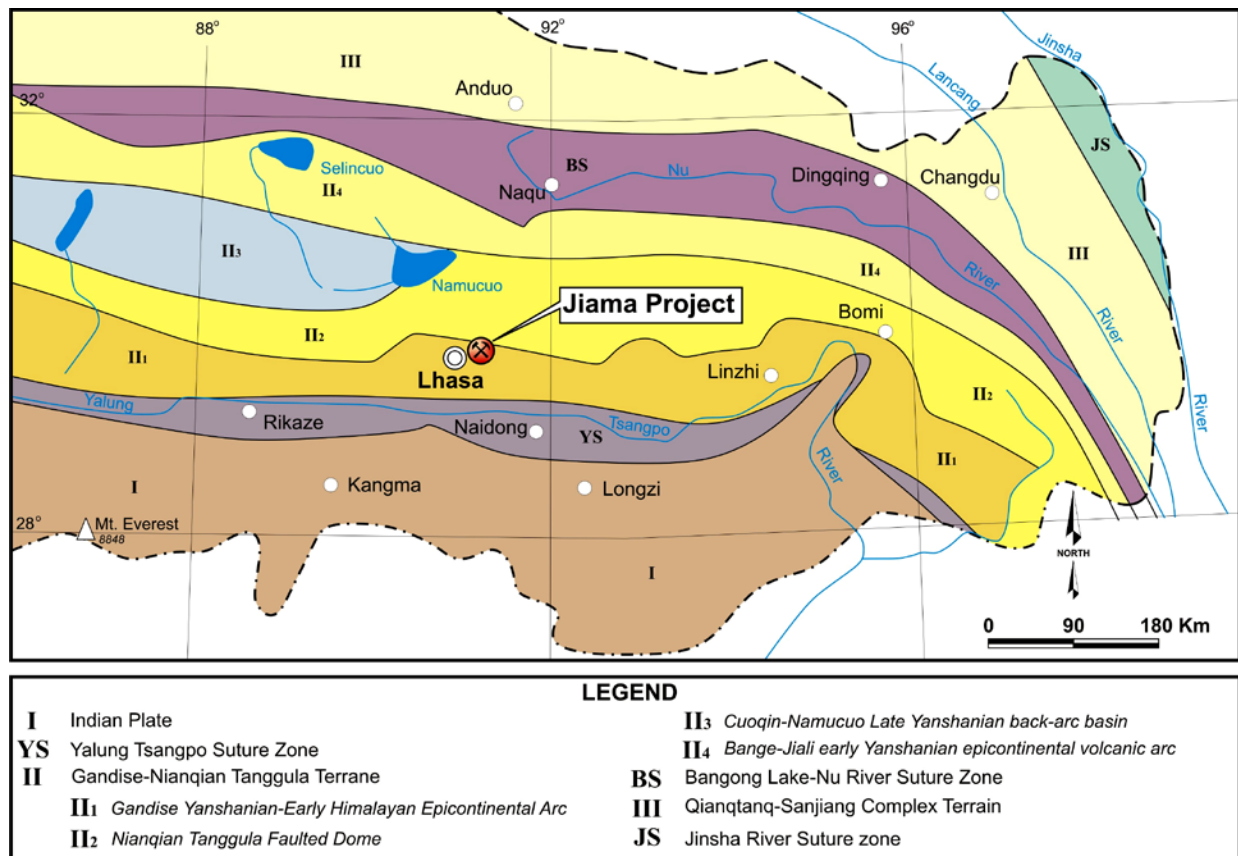 88°
92°
96°
32°
28°
III
Anduo
Jinsha
Lancang
JS
BS
Nu
Dingqing
Changdu
Selincuo
Naqu
II4
II3
III
II4
River
River
River
Namucuo
Jiama Project
Bomi
II2
II1
Lhasa
Linzhi
II2
Yalung
Rikaze
Naidong
YS
Tsangpo
River
II1
I
Kangma
Longzi
Mt. Everest
8848
I
NORTH
0 90 180 Km
LEGEND
I Indian Plate
YS Yalung Tsangpo Suture Zone
II Gandise-Nianqian Tanggula Terrane
II1 Gandise Yanshanian-Early Himalayan Epicontinental Arc
II2 Nianqian Tanggula Faulted Dome
II3 Cuoqin-Namucuo Late Yanshanian back-arc basin
II4 Bange-Jiali early Yanshanian epicontinental volcanic arc
BS Bangong Lake-Nu River Suture Zone
III Qianqtanq-Sanjiang Complex Terrain
JS Jinsha River Suture zone